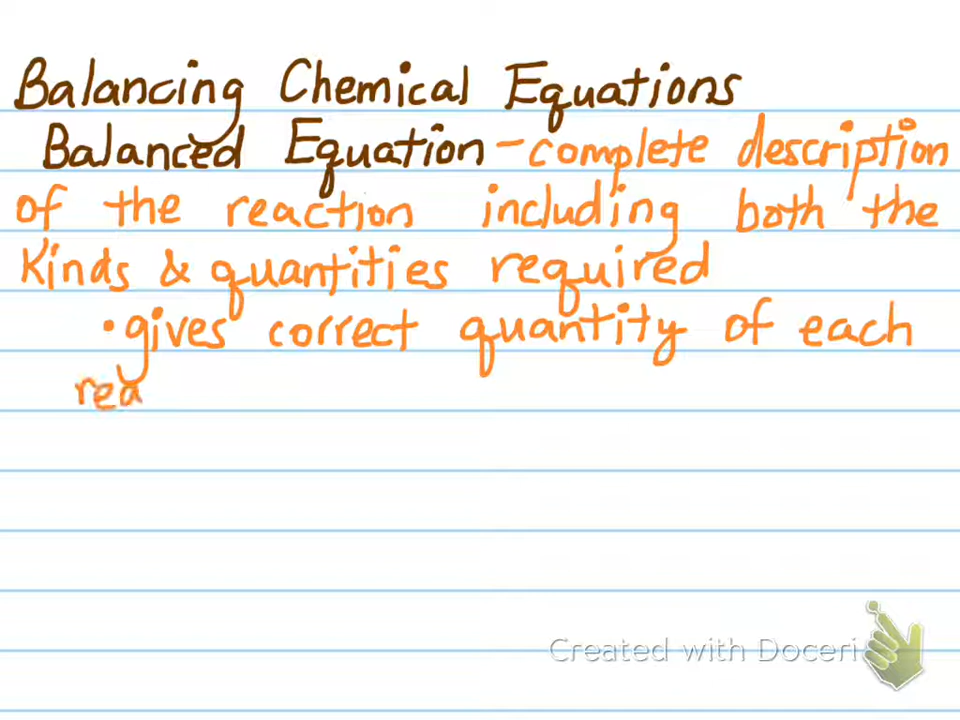 Balancing Chemical Equations
Balanced Equation - complete description
of the reaction including both the
Kinds & quantities required
• gives correct quantity of each
rea
Created with Doceri